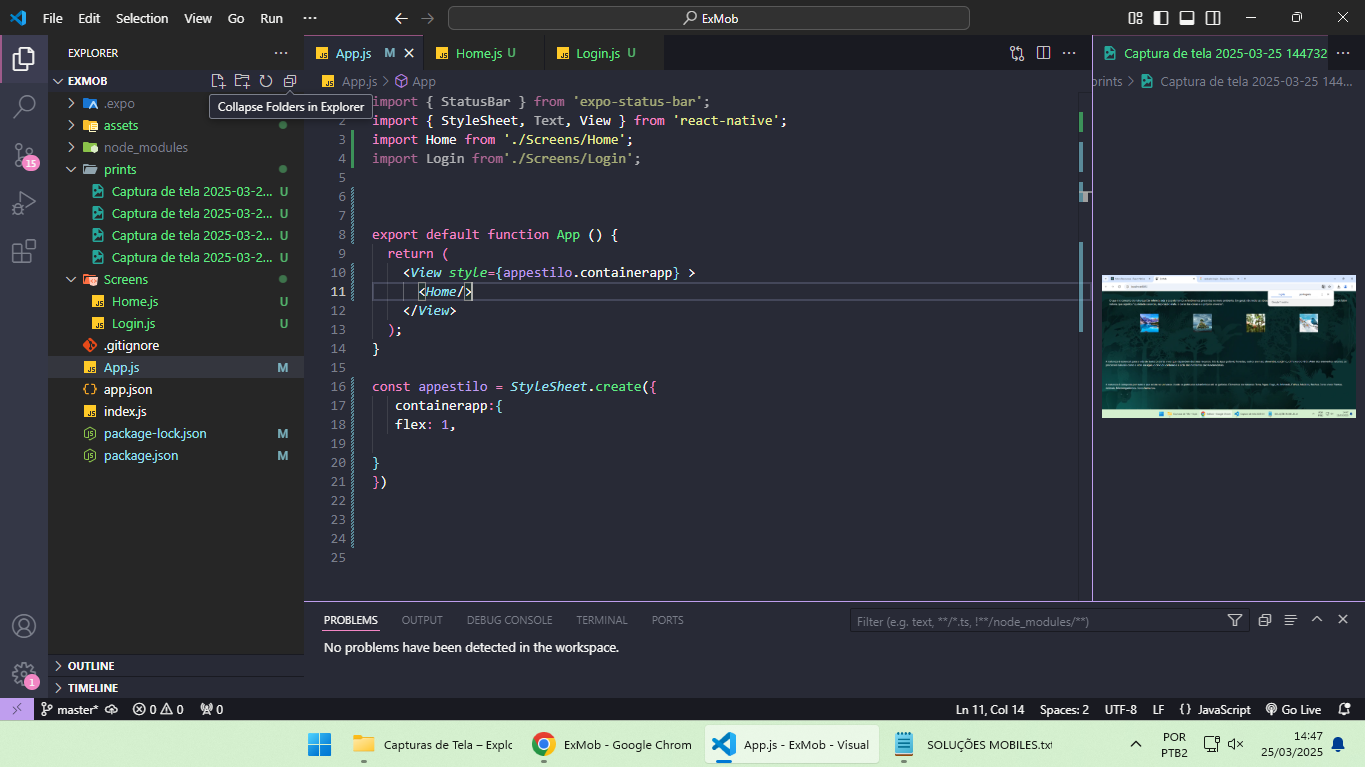 File Edit Selection View Go Run ··· ExMob
EXPLORER ···
EXMOB
Collapse Folders in Explorer
.expo
assets
node_modules
prints
Captura de tela 2025-03-2... U
Captura de tela 2025-03-2... U
Captura de tela 2025-03-2... U
Captura de tela 2025-03-2... U
Screens
Home.js U
Login.js U
.gitignore
App.js M
app.json
index.js
package-lock.json M
package.json M
OUTLINE
TIMELINE
15
1
App.js M Home.js U Login.js U
App.js > App
import { StatusBar } from 'expo-status-bar';
2 import { StyleSheet, Text, View } from 'react-native';
3 import Home from './Screens/Home';
4 import Login from'./Screens/Login';
5
6
7
8 export default function App () {
9 return (
10 <View style={appestilo.containerapp} >
11 <Home/>
12 </View>
13 );
14 }
15
16 const appestilo = StyleSheet.create({
17 containerapp:{
18 flex: 1,
19
20 }
21 })
22
23
24
25
Captura de tela 2025-03-25 144732
prints > Captura de tela 2025-03-25 144...
PROBLEMS OUTPUT DEBUG CONSOLE TERMINAL PORTS Filter (e.g. text, **/*.ts, !**/node_modules/**)
No problems have been detected in the workspace.
master* 0 0 0 Ln 11, Col 14 Spaces: 2 UTF-8 LF {} JavaScript Go Live
Capturas de Tela – Explo ExMob - Google Chrom App.js - ExMob - Visual SOLUÇÕES MOBILES.txt POR 14:47
PTB2 25/03/2025